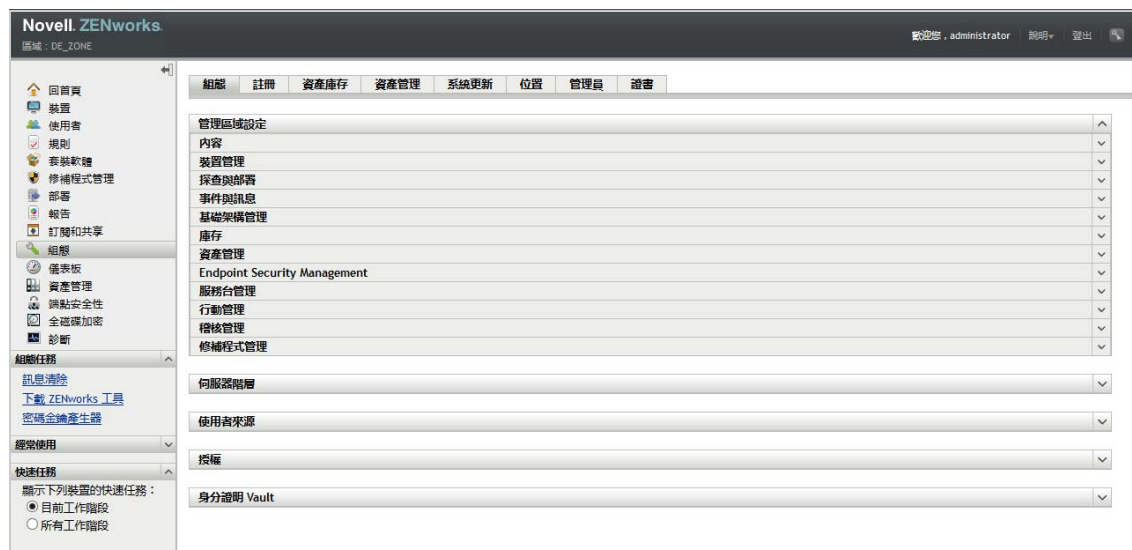 Novell ZENworks
區域：DE_ZONE
歡迎您，administrator 說明 登出
回首頁
裝置
使用者
規則
套裝軟體
修補程式管理
部署
報告
訂閱和共享
組態
儀表板
資產管理
端點安全性
全磁碟加密
診斷
組態任務
訊息清除
下載 ZENworks 工具
密碼金鑰產生器
經常使用
快速任務
顯示下列裝置的快速任務：
目前工作階段
所有工作階段
組態 註冊 資產庫存 資產管理 系統更新 位置 管理員 證書
管理區域設定
內容
裝置管理
探查與部署
事件與訊息
基礎架構管理
庫存
資產管理
Endpoint Security Management
服務台管理
行動管理
稽核管理
修補程式管理
伺服器階層
使用者來源
授權
身分證明 Vault